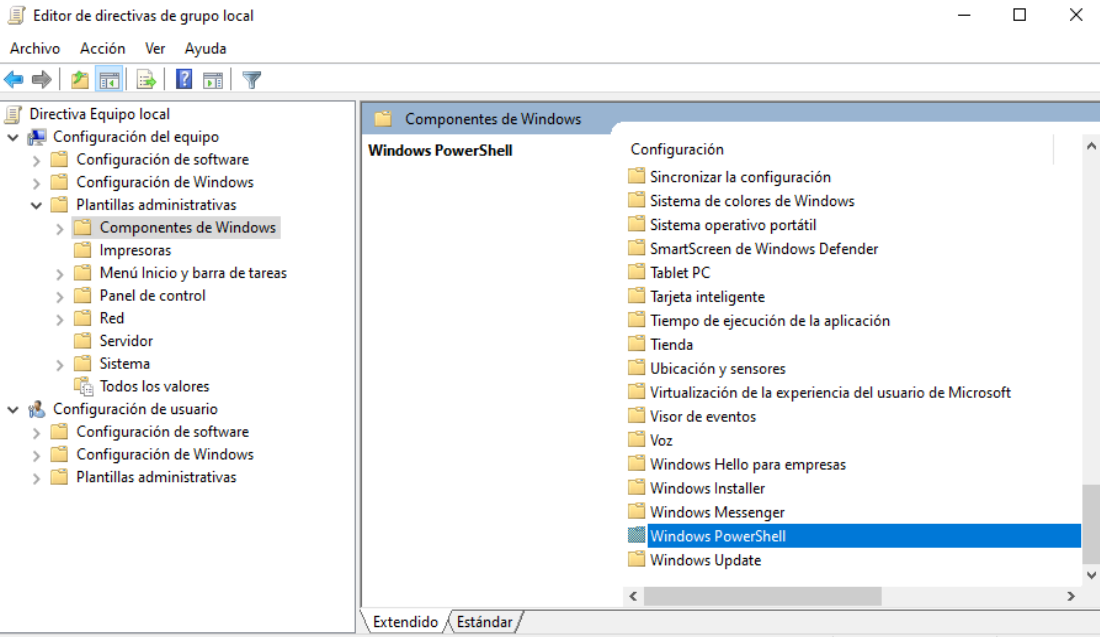 Editor de directivas de grupo local
Archivo Acción Ver Ayuda
Directiva Equipo local
Configuración del equipo
Configuración de software
Configuración de Windows
Plantillas administrativas
Componentes de Windows
Impresoras
Menú Inicio y barra de tareas
Panel de control
Red
Servidor
Sistema
Todos los valores
Configuración de usuario
Configuración de software
Configuración de Windows
Plantillas administrativas
Componentes de Windows
Windows PowerShell
Configuración
Sincronizar la configuración
Sistema de colores de Windows
Sistema operativo portátil
SmartScreen de Windows Defender
Tablet PC
Tarjeta inteligente
Tiempo de ejecución de la aplicación
Tienda
Ubicación y sensores
Virtualización de la experiencia del usuario de Microsoft
Visor de eventos
Voz
Windows Hello para empresas
Windows Installer
Windows Messenger
Windows PowerShell
Windows Update
Extendido Estándar